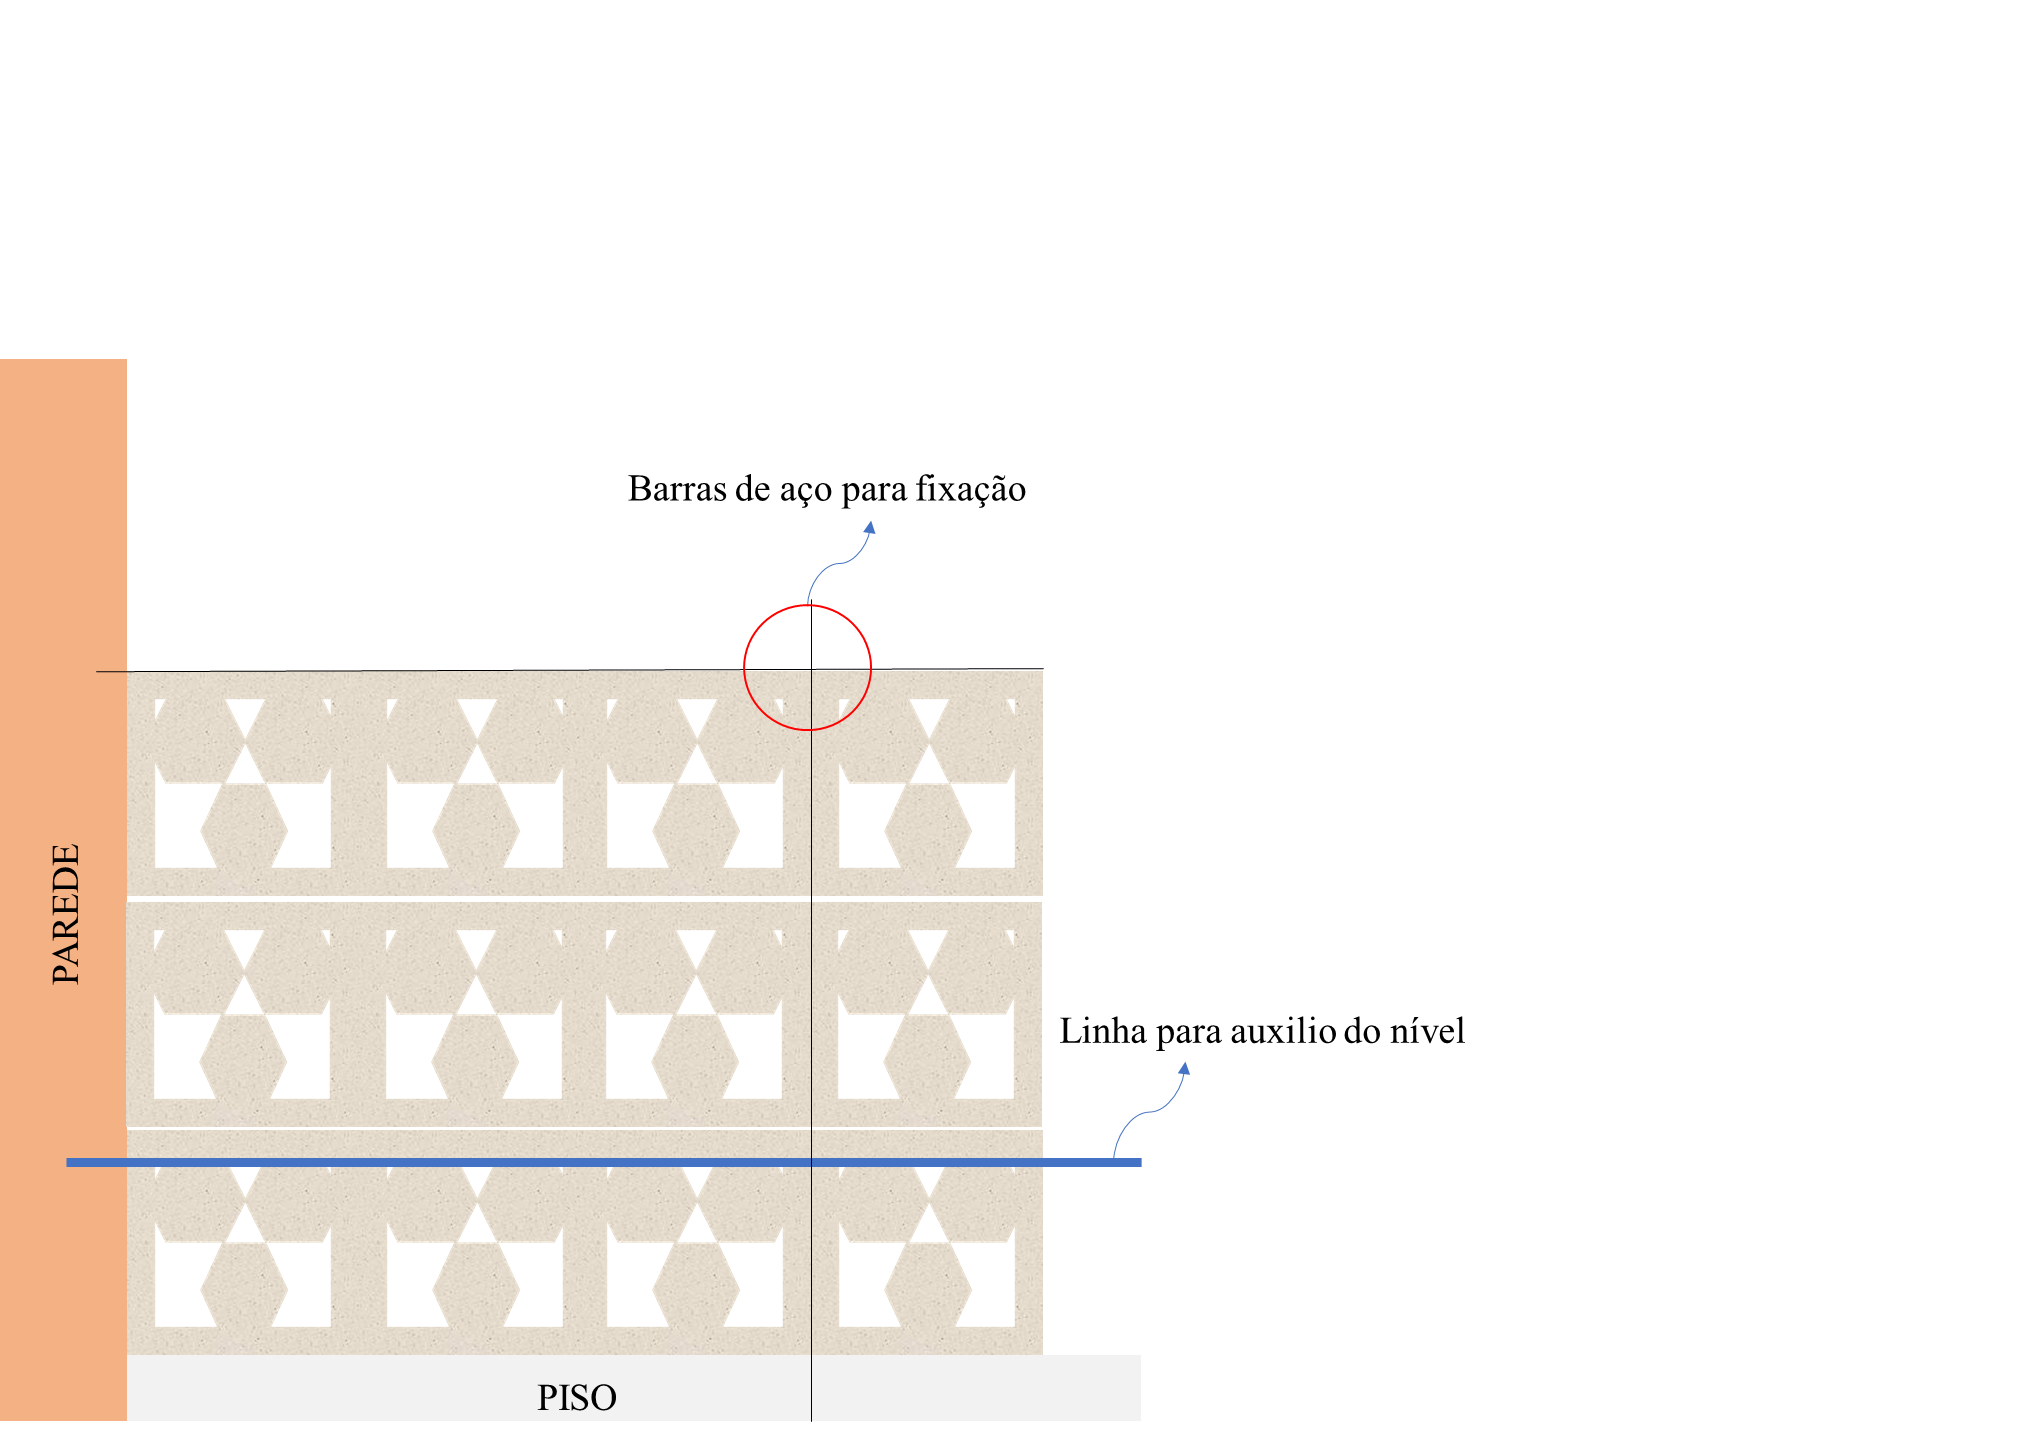 Barras de aço para fixação
PAREDE
Linha para auxilio do nível
PISO